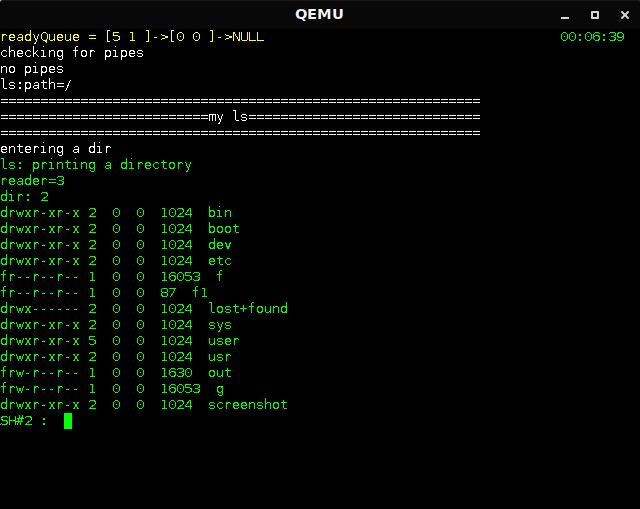 QEMU
readyQueue = [5 1 ]->[0 0 ]->NULL 00:06:39
checking for pipes
no pipes
ls:path=/
============================================================
==========================my ls=============================
============================================================
entering a dir
ls: printing a directory
reader=3
dir: 2
drwxr-xr-x 2  0  0  1024  bin
drwxr-xr-x 2  0  0  1024  boot
drwxr-xr-x 2  0  0  1024  dev
drwxr-xr-x 2  0  0  1024  etc
fr--r--r-- 1  0  0  16053  f
fr--r--r-- 1  0  0  87  f1
drwx------ 2  0  0  1024  lost+found
drwxr-xr-x 2  0  0  1024  sys
drwxr-xr-x 5  0  0  1024  user
drwxr-xr-x 2  0  0  1024  usr
frw-r--r-- 1  0  0  1630  out
frw-r--r-- 1  0  0  16053  g
drwxr-xr-x 2  0  0  1024  screenshot
SH#2 :